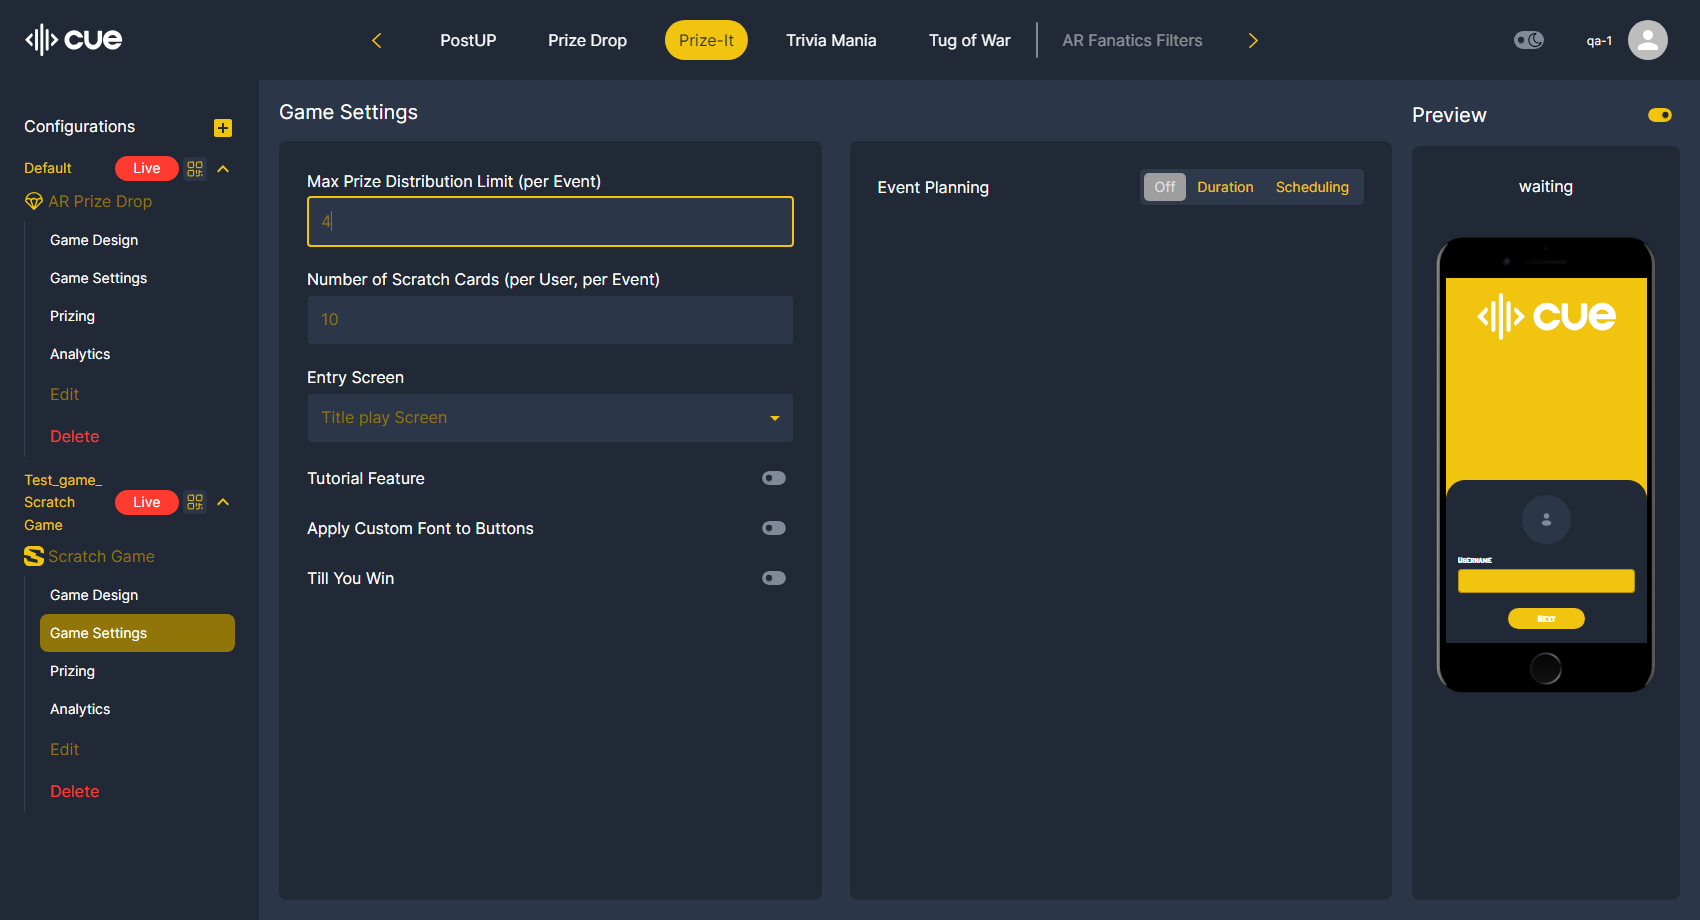 cue
PostUP
Prize Drop
Prize-It
Trivia Mania
Tug of War
AR Fanatics Filters
qa-1
Configurations
Default
Live
AR Prize Drop
Game Design
Game Settings
Prizing
Analytics
Edit
Delete
Test_game_
Scratch
Game
Live
Scratch Game
Game Design
Game Settings
Prizing
Analytics
Edit
Delete
Game Settings
Max Prize Distribution Limit (per Event)
4
Number of Scratch Cards (per User, per Event)
10
Entry Screen
Title play Screen
Tutorial Feature
Apply Custom Font to Buttons
Till You Win
Event Planning
Off
Duration
Scheduling
Preview
waiting
cue
Username
Next